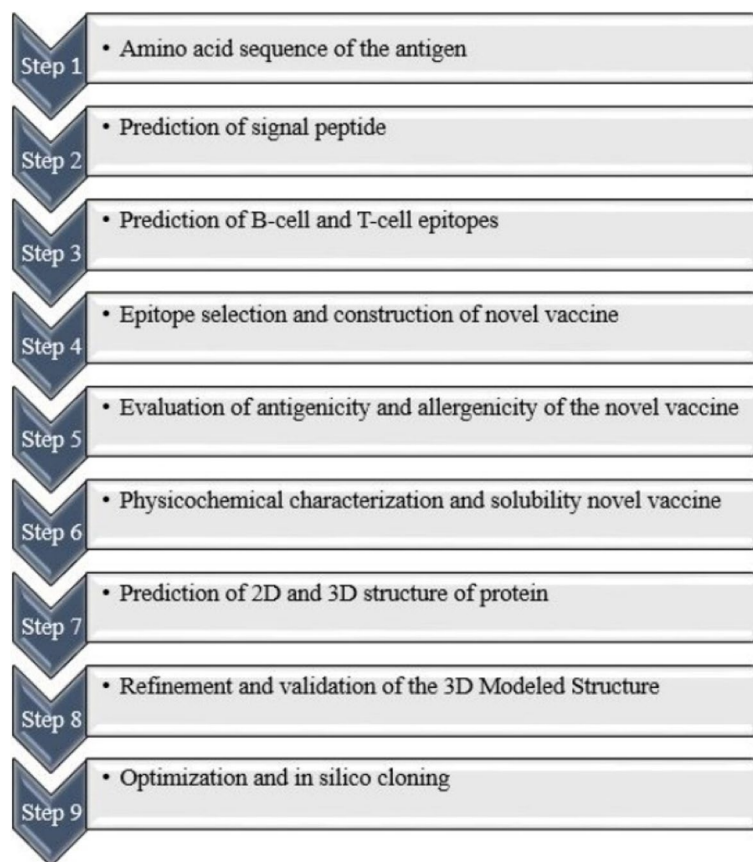 Step 1
• Amino acid sequence of the antigen
Step 2
• Prediction of signal peptide
Step 3
• Prediction of B-cell and T-cell epitopes
Step 4
• Epitope selection and construction of novel vaccine
Step 5
• Evaluation of antigenicity and allergenicity of the novel vaccine
Step 6
• Physicochemical characterization and solubility novel vaccine
Step 7
• Prediction of 2D and 3D structure of protein
Step 8
• Refinement and validation of the 3D Modeled Structure
Step 9
• Optimization and in silico cloning